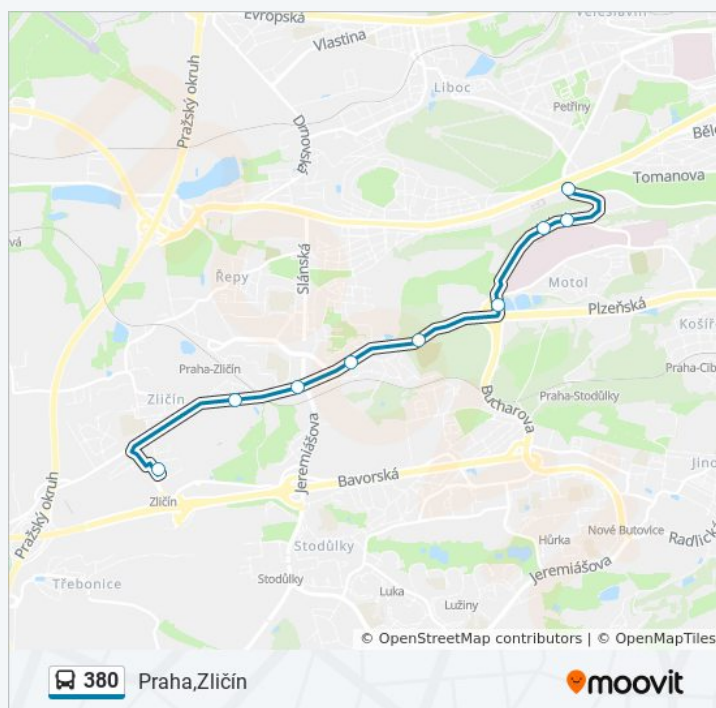 Evropská
Veleslavín
Vlastina
Liboc
Pražský okruh
Drnovská
Petřiny
Běle
Tomanova
vá
Slánská
Řepy
Motol
Plzeňská
Košíř
Praha-Zličín
Praha-Cib
Zličín
Bucharova
Praha-Stodůlky
Jeremiášova
Jino
Bavorská
Pražský okruh
Zličín
Hůrka
Nové Butovice
Radlick
Stodůlky
Jeremiášova
Třebonice
Stodůlky
Luka
Lužiny
© OpenStreetMap contributors | © OpenMapTiles
380 Praha,Zličín
moovit